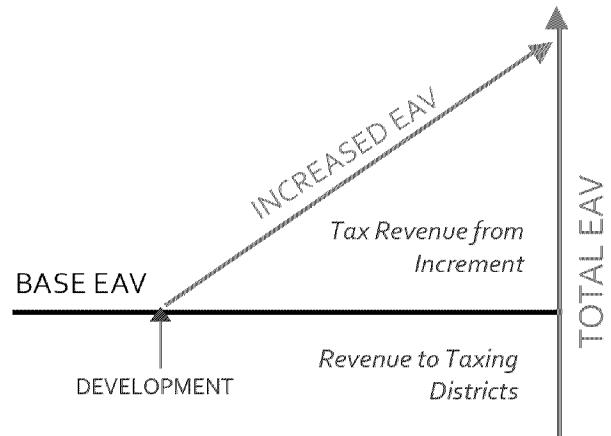 INCREASED EAV
Tax Revenue from
Increment
TOTAL EAV
BASE EAV
Revenue to Taxing
Districts
DEVELOPMENT